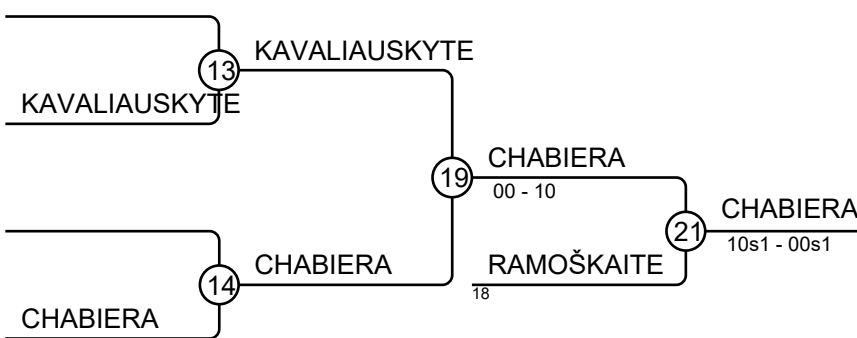 13
KAVALIAUSKYTE
KAVALIAUSKYTE
19
CHABIERA
00 - 10
21
CHABIERA
10s1 - 00s1
14
CHABIERA
RAMOŠKAITE
18
CHABIERA